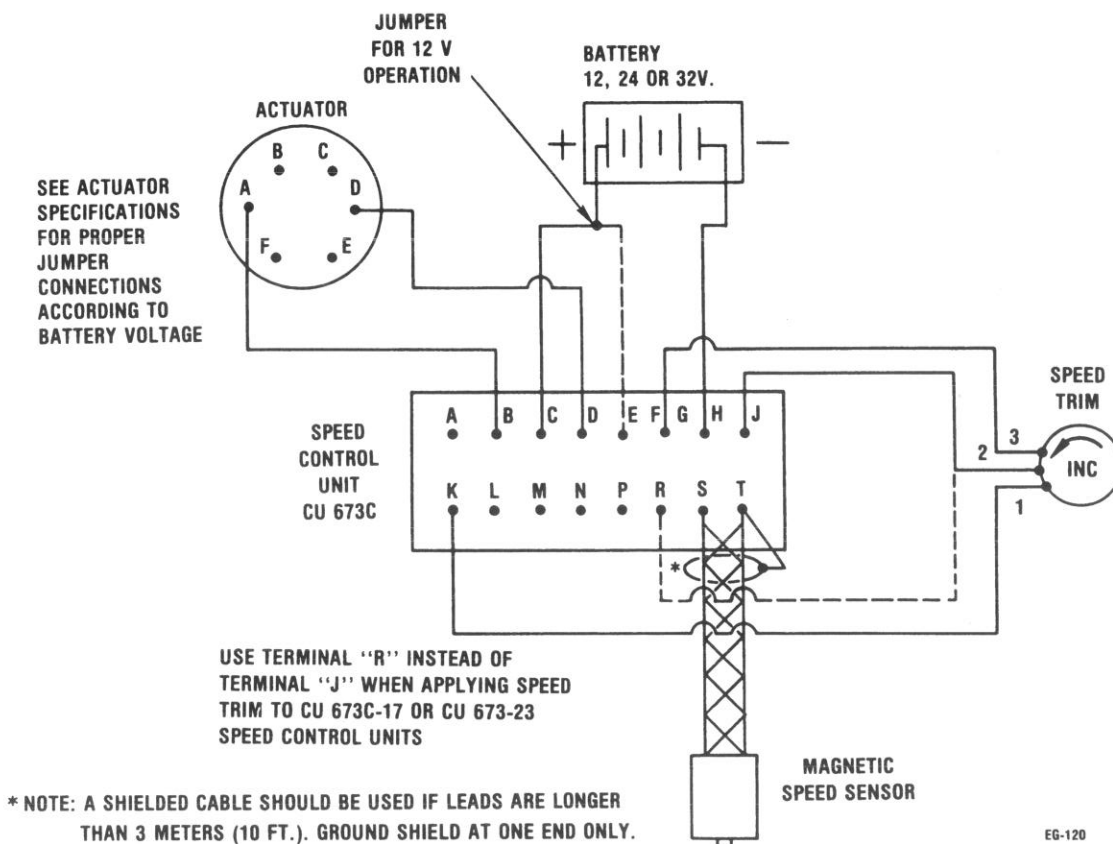 JUMPER
FOR 12 V
OPERATION
BATTERY
12, 24 OR 32V.
+
—
ACTUATOR
B C
A D
F E
SEE ACTUATOR
SPECIFICATIONS
FOR PROPER
JUMPER
CONNECTIONS
ACCORDING TO
BATTERY VOLTAGE
SPEED
CONTROL
UNIT
CU 673C
A B C D E F G H J
K L M N P R S T
SPEED
TRIM
3
2
INC
1
*
USE TERMINAL "R" INSTEAD OF
TERMINAL "J" WHEN APPLYING SPEED
TRIM TO CU 673C-17 OR CU 673-23
SPEED CONTROL UNITS
MAGNETIC
SPEED SENSOR
* NOTE: A SHIELDED CABLE SHOULD BE USED IF LEADS ARE LONGER
THAN 3 METERS (10 FT.). GROUND SHIELD AT ONE END ONLY.
EG-120